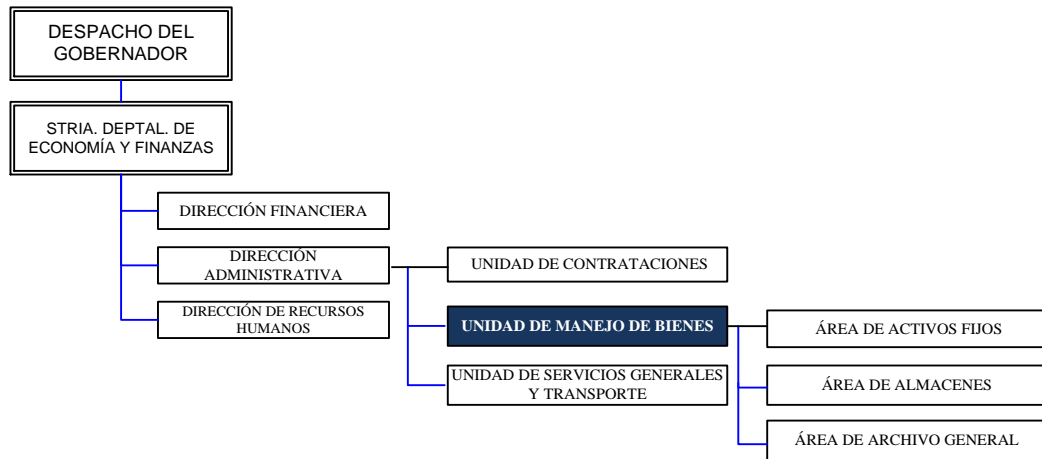 DESPACHO DEL
GOBERNADOR
STRIA. DEPTAL. DE
ECONOMÍA Y FINANZAS
DIRECCIÓN FINANCIERA
DIRECCIÓN
ADMINISTRATIVA
DIRECCIÓN DE RECURSOS
HUMANOS
UNIDAD DE CONTRATACIONES
UNIDAD DE MANEJO DE BIENES
UNIDAD DE SERVICIOS GENERALES
Y TRANSPORTE
ÁREA DE ACTIVOS FIJOS
ÁREA DE ALMACENES
ÁREA DE ARCHIVO GENERAL